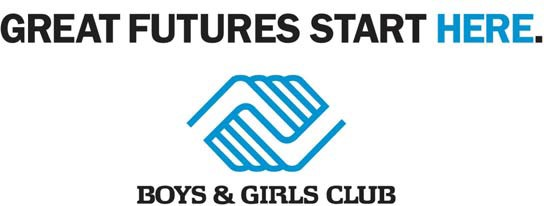 GREAT FUTURES START HERE.
BOYS & GIRLS CLUB